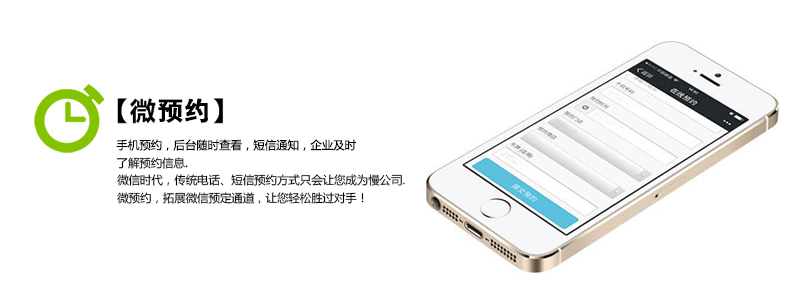 【微预约】
手机预约，后台随时查看，短信通知，企业及时
了解预约信息.
微信时代，传统电话、短信预约方式只会让您成为慢公司.
微预约，拓展微信预定通道，让您轻松胜过对手！
在线预约
提交预约